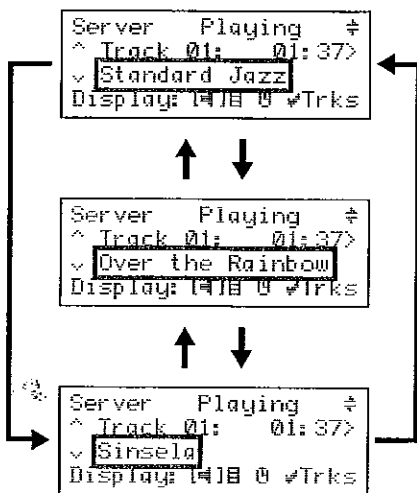 Server Playing
^ Track 01: 01:37>
Standard Jazz
Display: Trks
Server Playing
^ Track 01: 01:37>
Over the Rainbow
Display: Trks
Server Playing
^ Track 01: 01:37>
Sinsela
Display: Trks